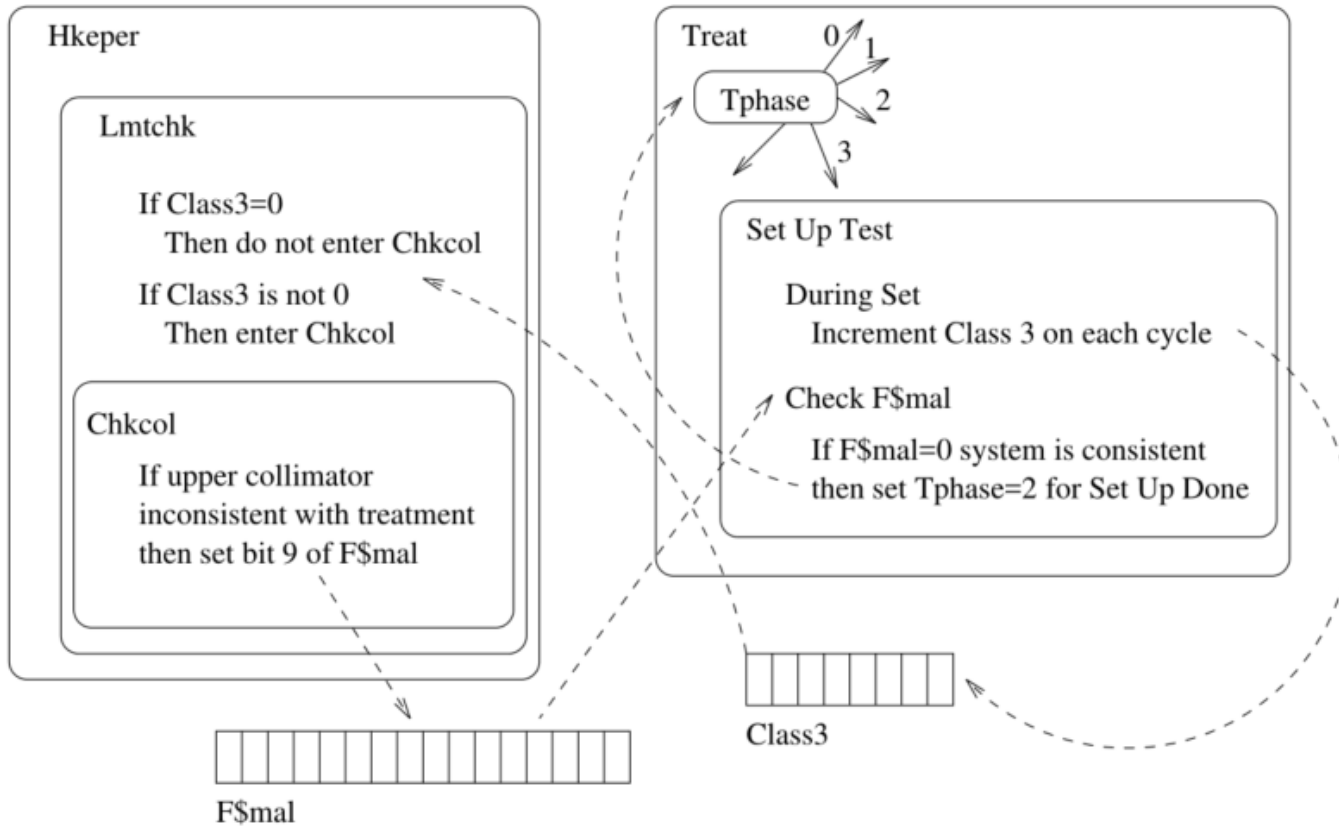 Hkeper
Lmtchk
If Class3=0
Then do not enter Chkcol
If Class3 is not 0
Then enter Chkcol
Chkcol
If upper collimator
inconsistent with treatment
then set bit 9 of F$mal
F$mal
Treat
Tphase
0
1
2
3
Set Up Test
During Set
Increment Class 3 on each cycle
Check F$mal
If F$mal=0 system is consistent
then set Tphase=2 for Set Up Done
Class3